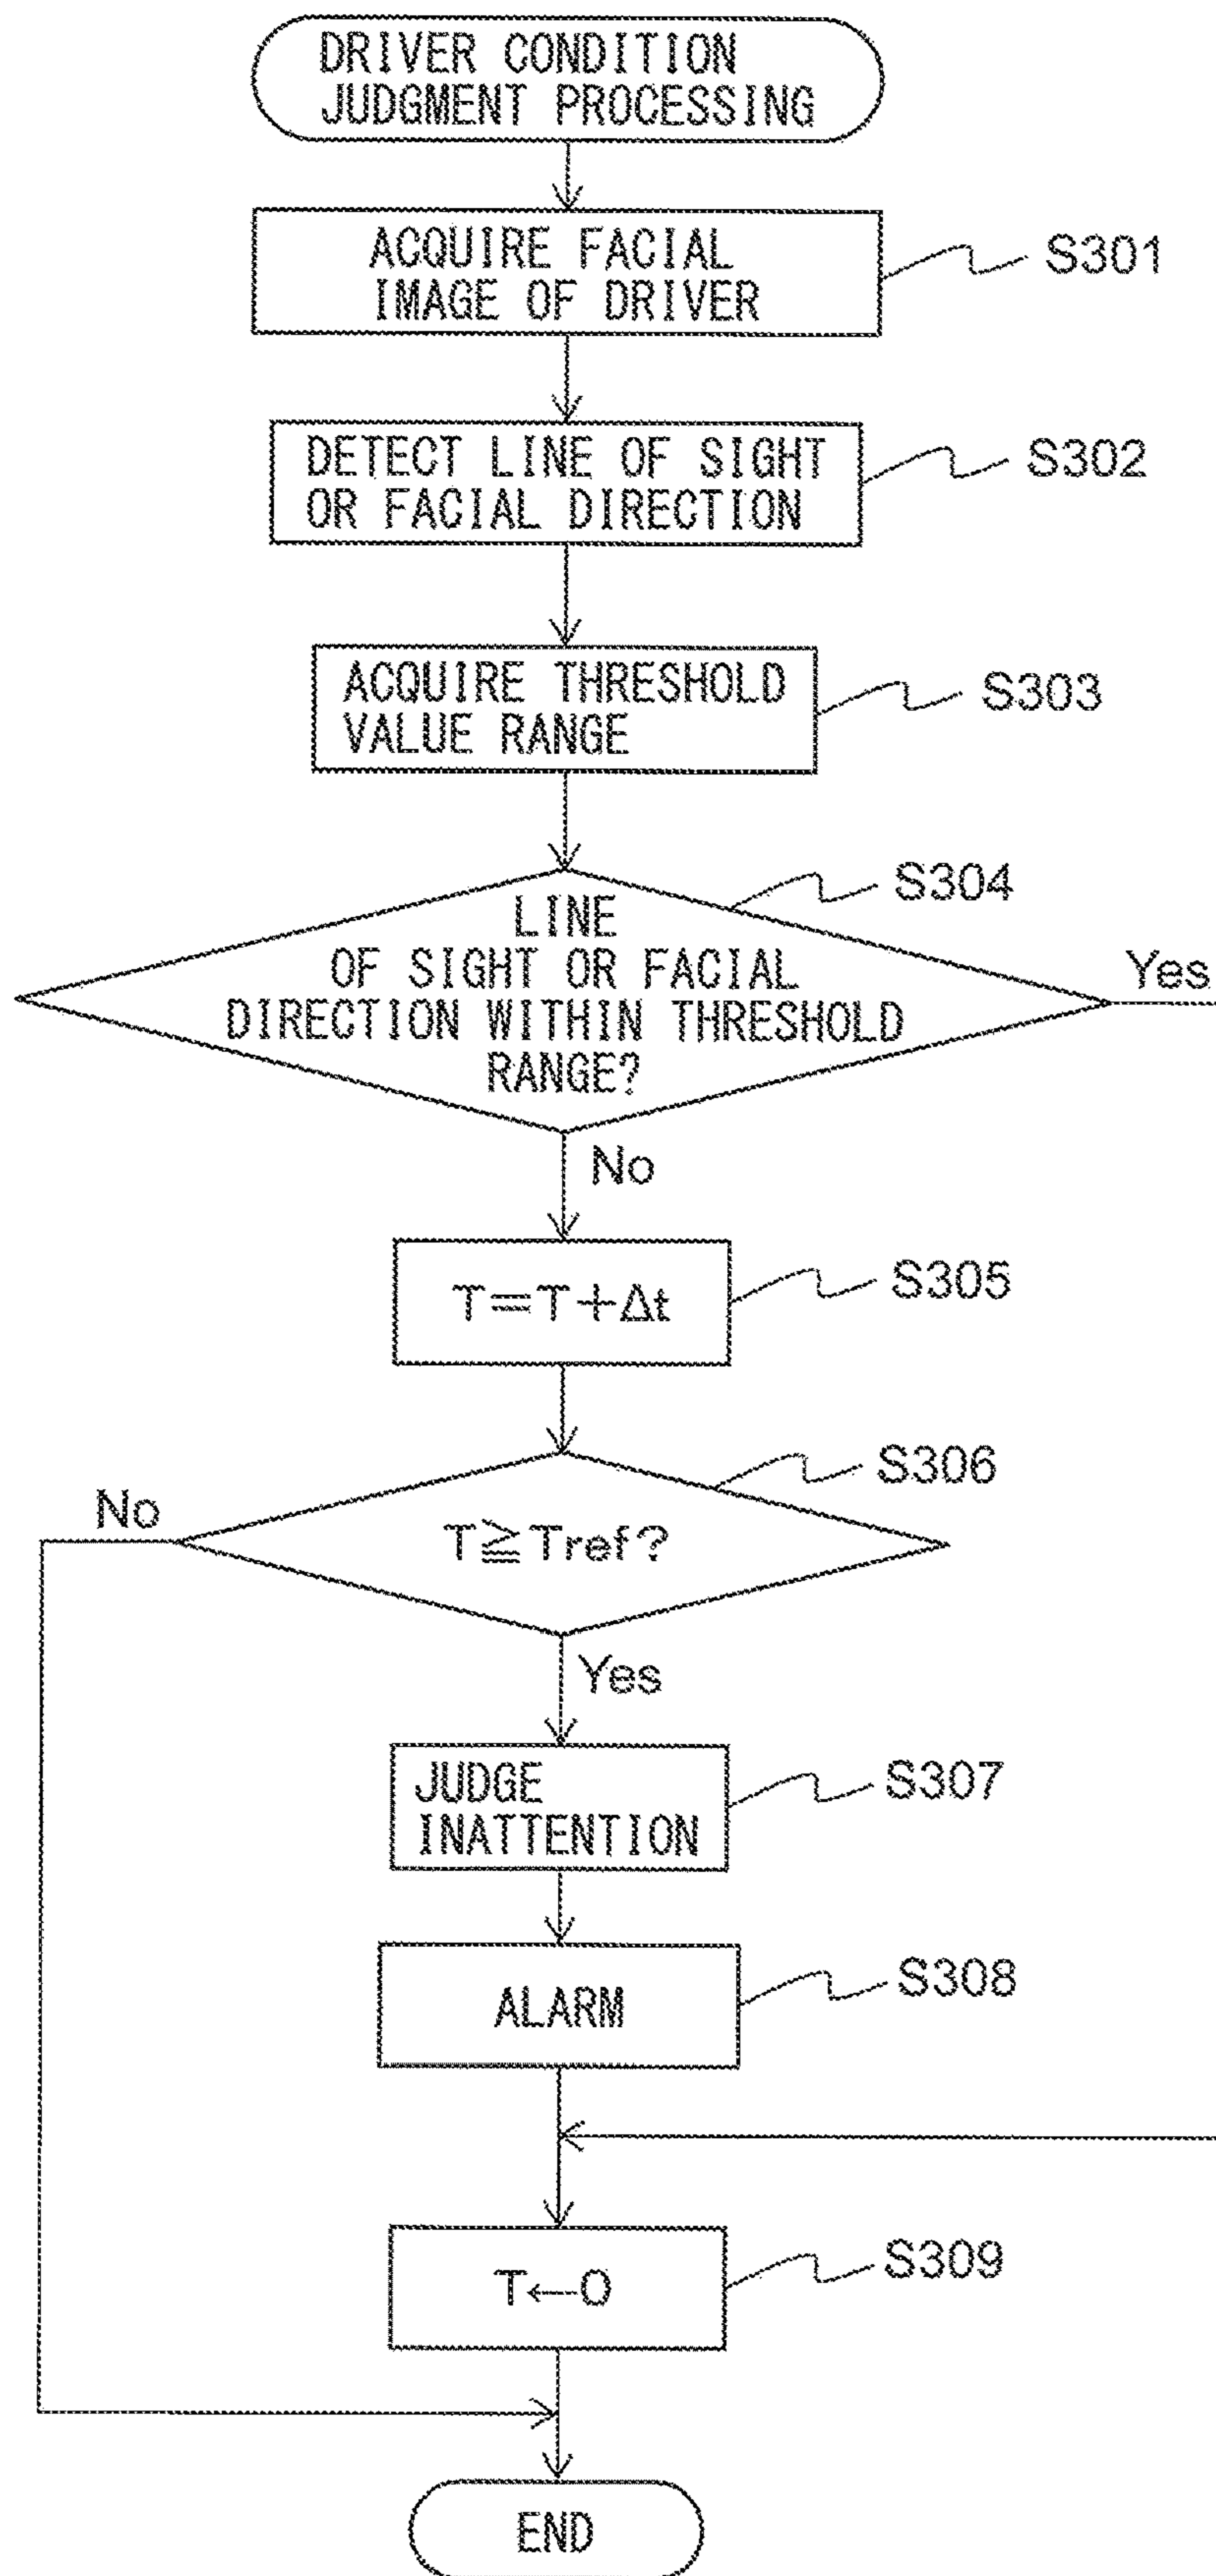 DRIVER CONDITION
JUDGMENT PROCESSING
ACQUIRE FACIAL
IMAGE OF DRIVER
S301
DETECT LINE OF SIGHT
OR FACIAL DIRECTION
S302
ACQUIRE THRESHOLD
VALUE RANGE
S303
S304
LINE
OF SIGHT OR FACIAL
DIRECTION WITHIN THRESHOLD
RANGE?
Yes
No
T=T+Δt
S305
S306
No
T≧Tref?
Yes
JUDGE
INATTENTION
S307
ALARM
S308
T←0
S309
END